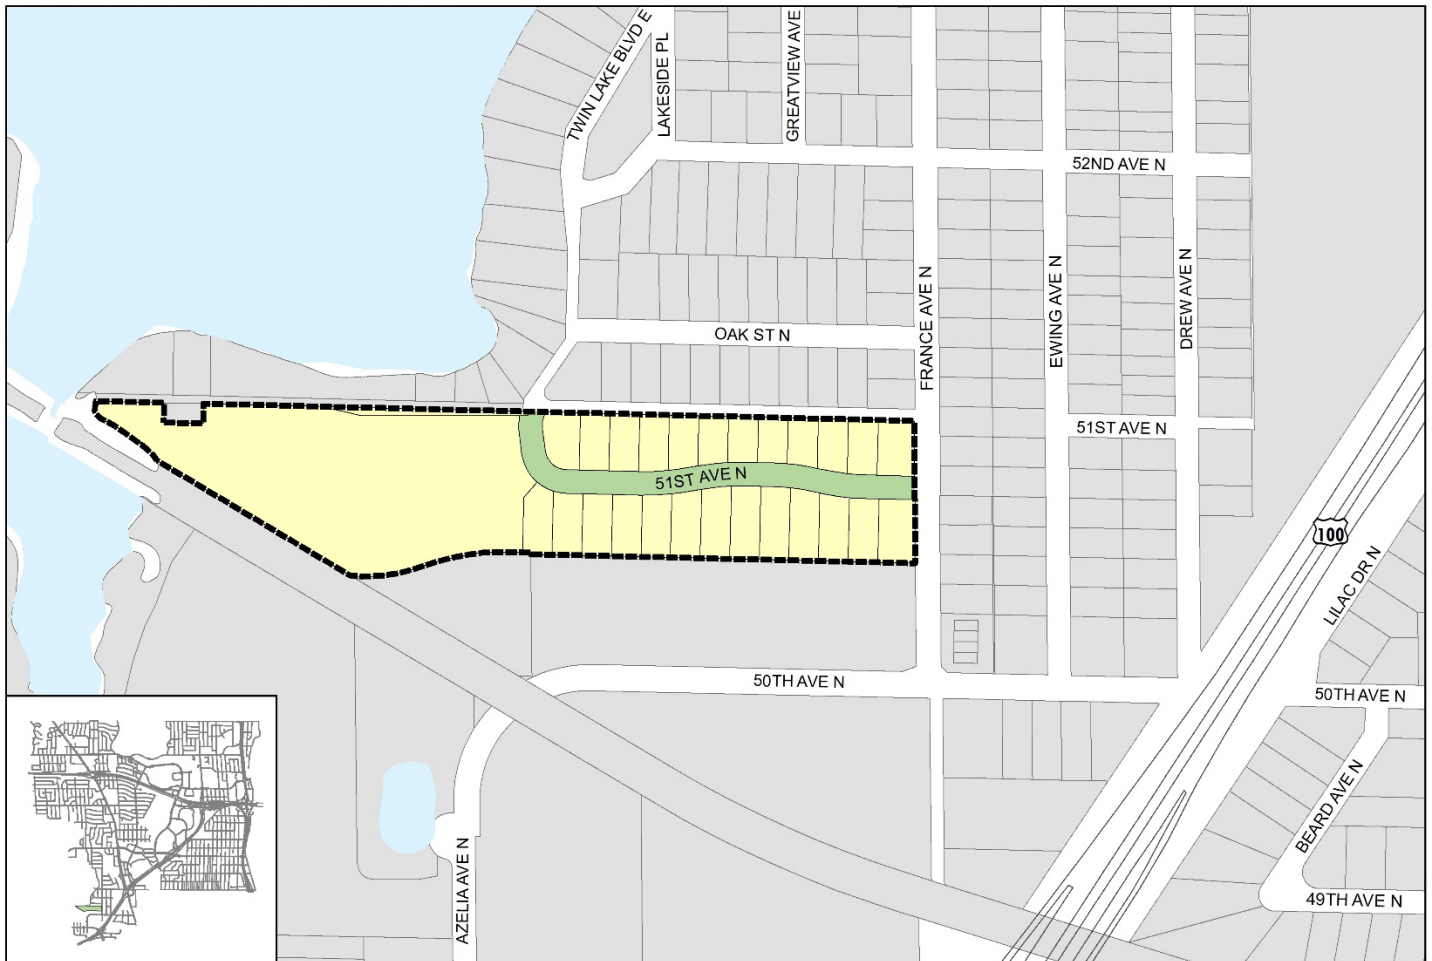 TWIN LAKE BLVD E
LAKESIDE PL
GREATVIEW AVE
52ND AVE N
FRANCE AVE N
EWING AVE N
DREW AVE N
OAK ST N
51ST AVE N
51ST AVE N
100
LILAC DR N
50TH AVE N
50TH AVE N
BEARD AVE N
AZELIA AVE N
49TH AVE N